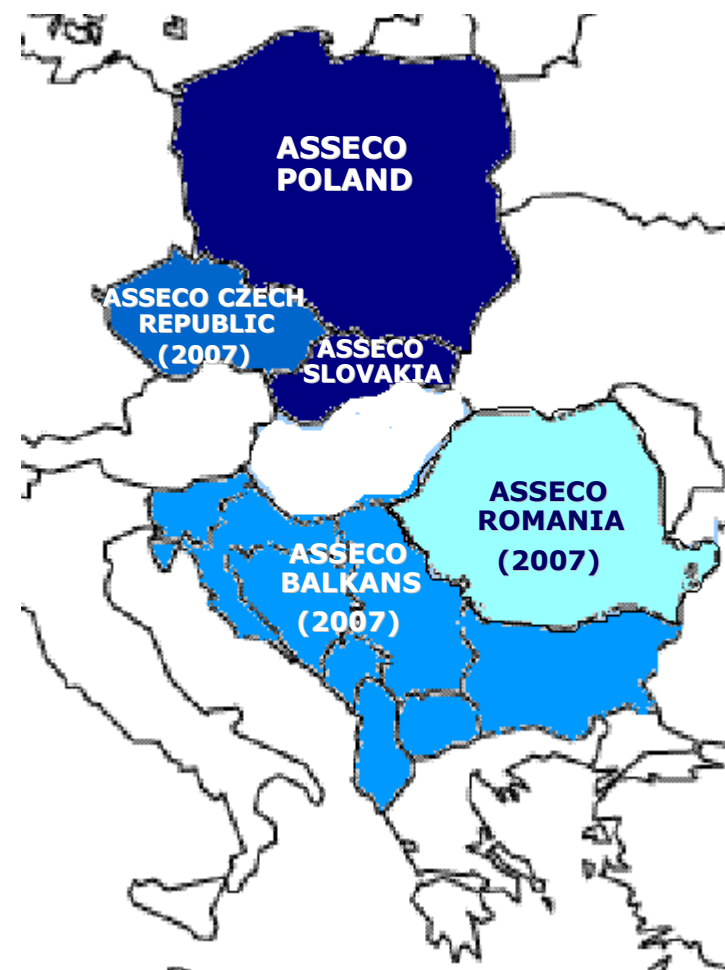 ASSECO
POLAND
ASSECO CZECH
REPUBLIC
(2007)
ASSECO
SLOVAKIA
ASSECO
ROMANIA
(2007)
ASSECO
BALKANS
(2007)